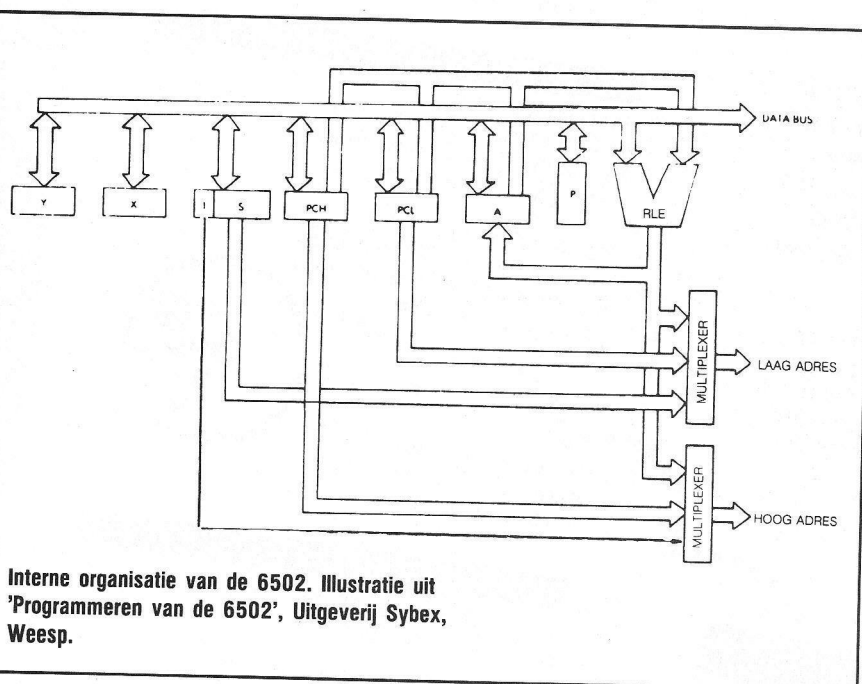 DATA BUS
Y
X
1
S
PCH
PCL
A
P
RLE
MULTIPLEXER
LAAG ADRES
MULTIPLEXER
HOOG ADRES
Interne organisatie van de 6502. Illustratie uit
'Programmeren van de 6502', Uitgeverij Sybex,
Weesp.